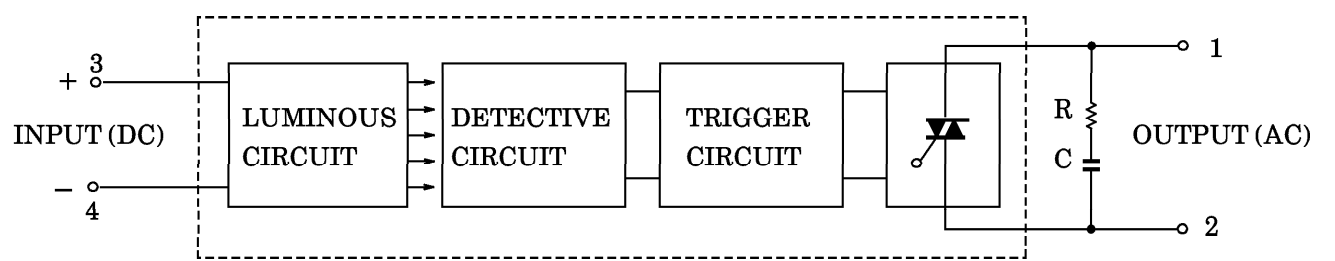 + 3
INPUT (DC)
− 4
LUMINOUS
CIRCUIT
DETECTIVE
CIRCUIT
TRIGGER
CIRCUIT
R
C
1
OUTPUT (AC)
2